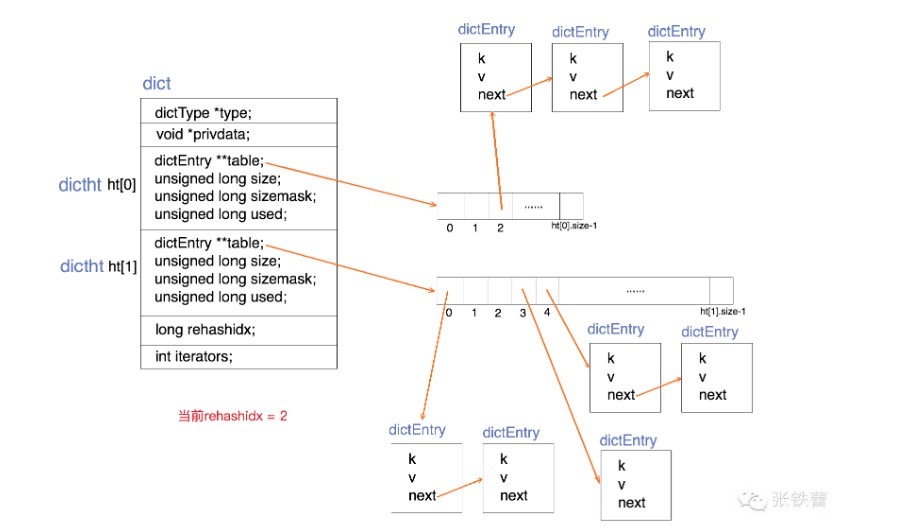 dictEntry
dictEntry
dictEntry
k
v
next
k
v
next
k
v
next
dict
dictType *type;
void *privdata;
dictht ht[0]
dictEntry **table;
unsigned long size;
unsigned long sizemask;
unsigned long used;
......
0
1
2
ht[0].size-1
dictht ht[1]
dictEntry **table;
unsigned long size;
unsigned long sizemask;
unsigned long used;
......
0
1
2
3
4
ht[1].size-1
long rehashidx;
int iterators;
dictEntry
dictEntry
k
v
next
k
v
next
当前rehashidx = 2
dictEntry
dictEntry
dictEntry
k
v
next
k
v
next
k
v
next
张铁蕾